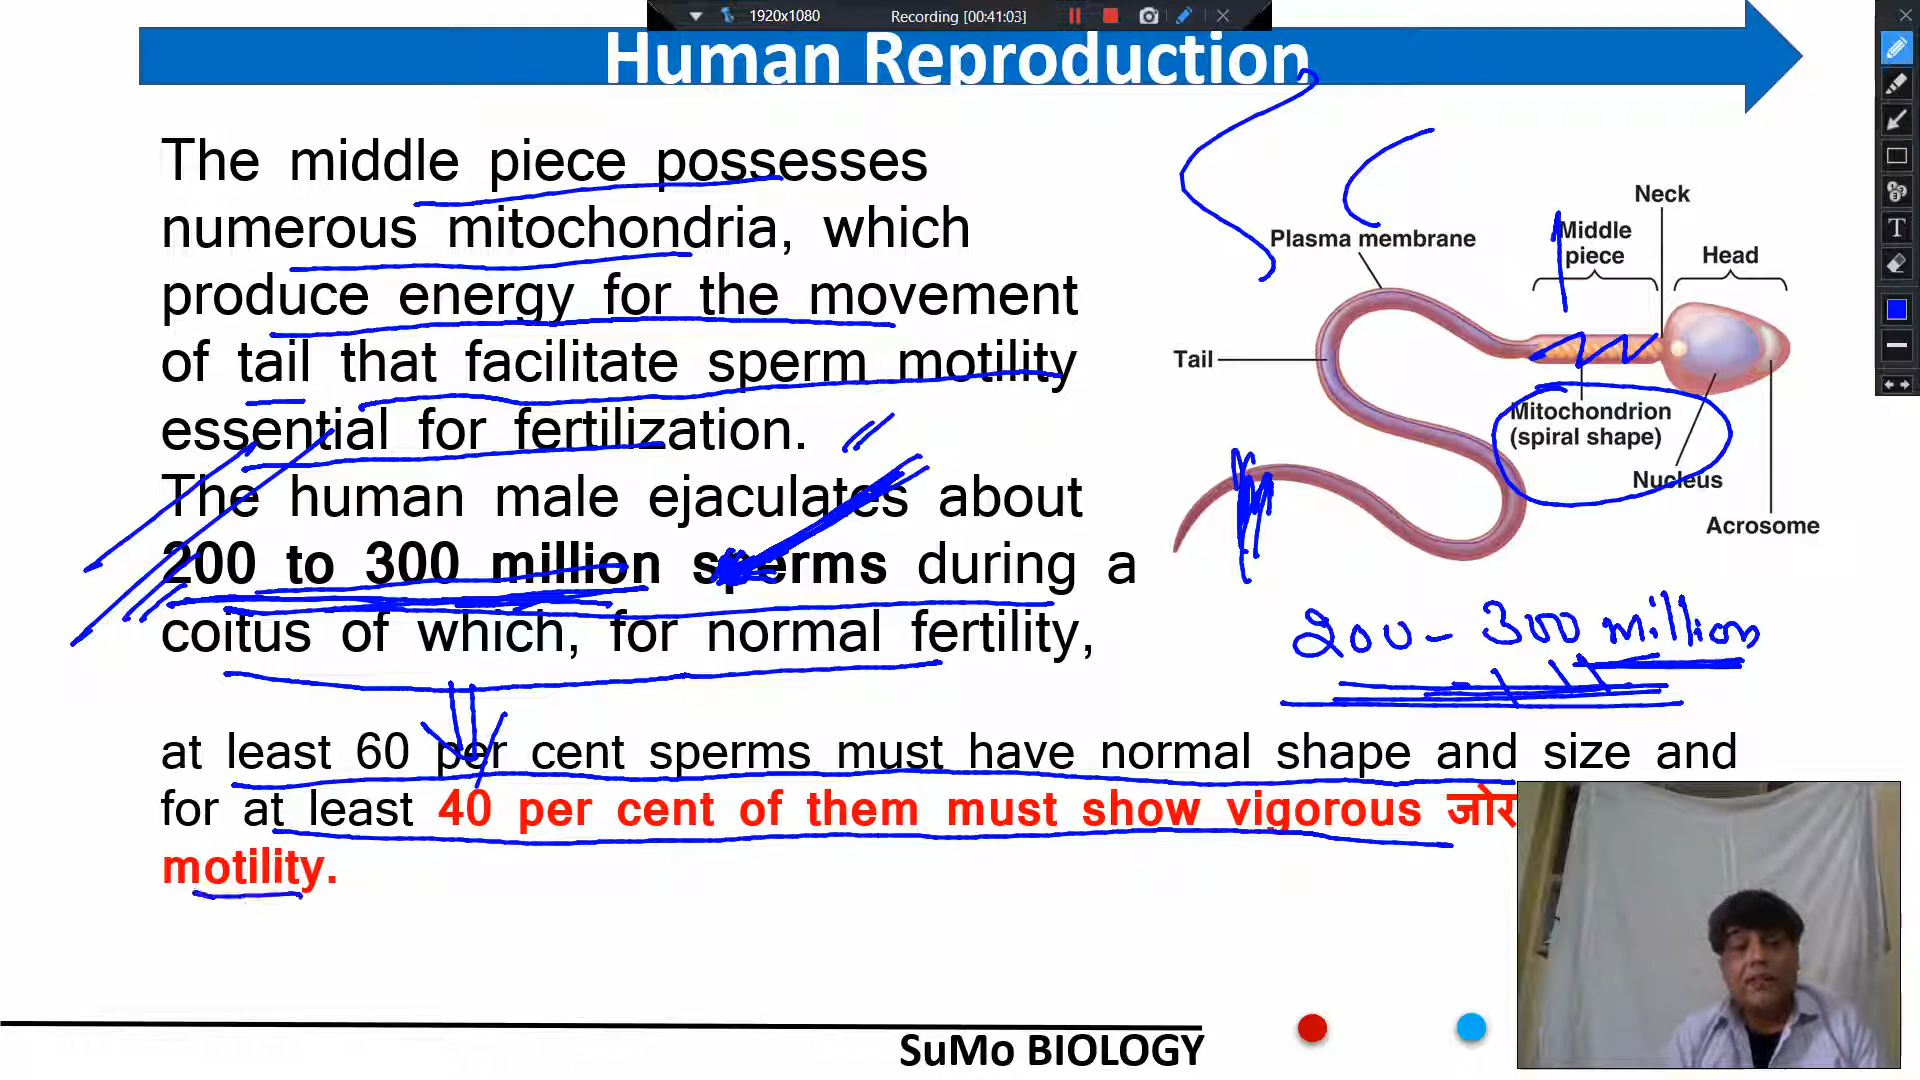 1920x1080
Recording [00:41:03]
Human Reproduction
The middle piece possesses
numerous mitochondria, which
produce energy for the movement
of tail that facilitate sperm motility
essential for fertilization.
The human male ejaculates about
200 to 300 million sperms during a
coitus of which, for normal fertility,
at least 60 per cent sperms must have normal shape and size and
for at least 40 per cent of them must show vigorous जोर
motility.
Neck
Middle
piece
Head
Plasma membrane
Tail
Mitochondrion
(spiral shape)
Nucleus
Acrosome
200 - 300 million
SuMo BIOLOGY